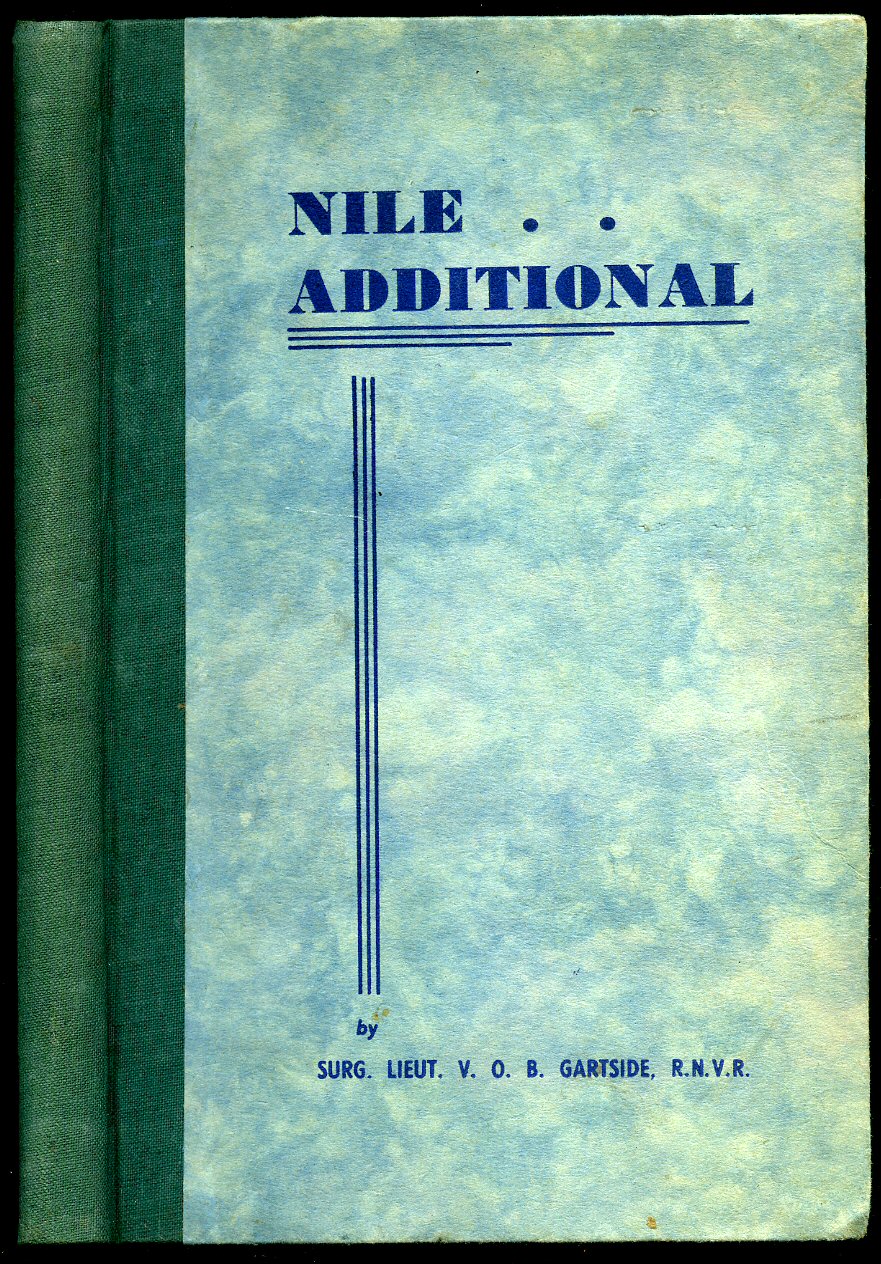 NILE . .
ADDITIONAL
by
SURG. LIEUT. V. O. B. GARTSIDE, R.N.V.R.